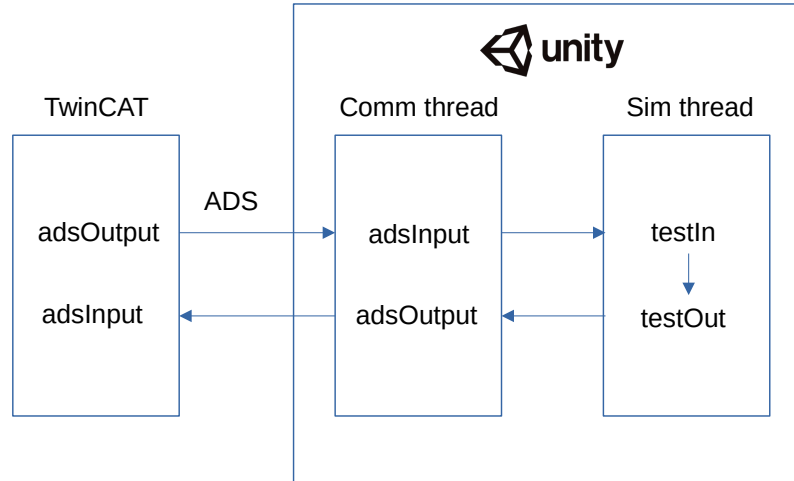 unity
TwinCAT
Comm thread
Sim thread
ADS
adsOutput
adsInput
testIn
adsInput
adsOutput
testOut